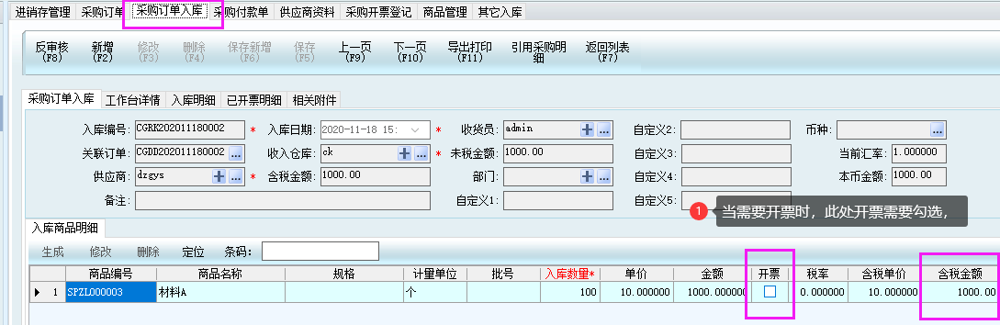 进销存管理 采购订单 采购订单入库 采购付款单 供应商资料 采购开票登记 商品管理 其它入库
反审核 新增 修改 删除 保存新增 保存 上一页 下一页 导出打印 引用采购明细 返回列表
(F8) (F2) (F3) (F4) (F6) (F5) (F9) (F10) (F11) (F7)
采购订单入库 工作台详情 入库明细 已开票明细 相关附件
入库编号: CGRK202011180002 * 入库日期: 2020-11-18 15: * 收货员: admin 自定义2: 币种:
关联订单: CGDD202011180002 收入仓库: ck * 未税金额: 1000.00 自定义3: 当前汇率: 1.000000
供应商: dzgys * 含税金额: 1000.00 部门: 自定义4: 本币金额: 1000.00
备注: 自定义1: 自定义5:
1 当需要开票时，此处开票需要勾选，
入库商品明细
生成 修改 删除 定位 条码:
商品编号 商品名称 规格 计量单位 批号 入库数量* 单价 金额 开票 税率 含税单价 含税金额
1 SPZL000003 材料A 个 100 10.000000 1000.000000 0.000000 10.000000 1000.00